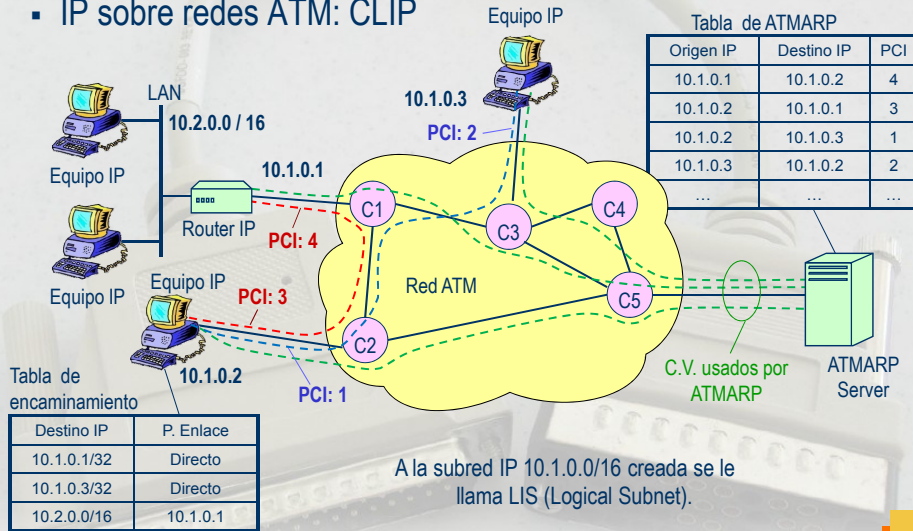 ▪ IP sobre redes ATM: CLIP
Equipo IP
Tabla de ATMARP
Origen IP Destino IP PCI
10.1.0.1 10.1.0.2 4
10.1.0.2 10.1.0.1 3
10.1.0.2 10.1.0.3 1
10.1.0.3 10.1.0.2 2
... ... ...
LAN
10.2.0.0 / 16
10.1.0.3
PCI: 2
Equipo IP
10.1.0.1
Router IP
PCI: 4
C1
C3
C4
Equipo IP
Equipo IP
PCI: 3
Red ATM
C5
C2
10.1.0.2
PCI: 1
C.V. usados por
ATMARP
ATMARP
Server
Tabla de
encaminamiento
Destino IP P. Enlace
10.1.0.1/32 Directo
10.1.0.3/32 Directo
10.2.0.0/16 10.1.0.1
A la subred IP 10.1.0.0/16 creada se le
llama LIS (Logical Subnet).